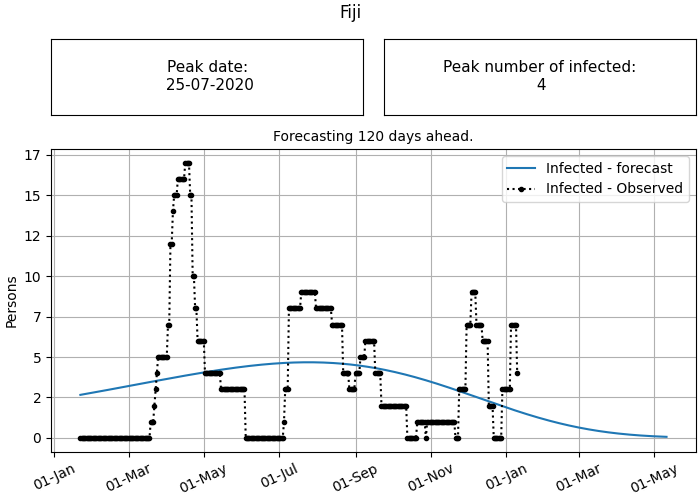 Fiji
Peak date:
25-07-2020
Peak number of infected:
4
Forecasting 120 days ahead.
Infected - forecast
Infected - Observed
Persons
17
15
12
10
7
5
2
0
01-Jan
01-Mar
01-May
01-Jul
01-Sep
01-Nov
01-Jan
01-Mar
01-May